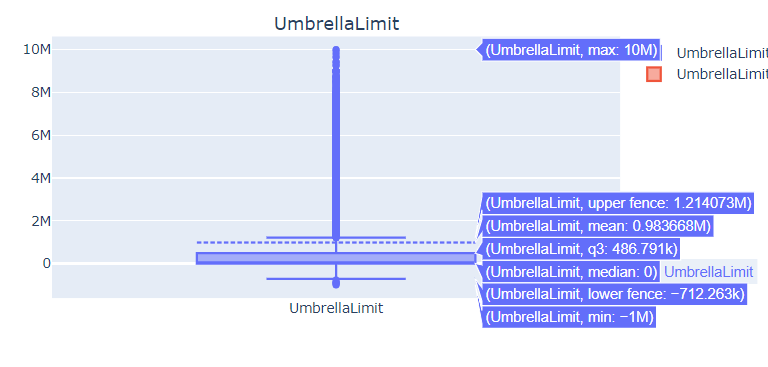 UmbrellaLimit
10M
(UmbrellaLimit, max: 10M)
UmbrellaLimit
UmbrellaLimit
8M
6M
4M
(UmbrellaLimit, upper fence: 1.214073M)
2M
(UmbrellaLimit, mean: 0.983668M)
(UmbrellaLimit, q3: 486.791k)
0
(UmbrellaLimit, median: 0) UmbrellaLimit
(UmbrellaLimit, lower fence: −712.263k)
UmbrellaLimit
(UmbrellaLimit, min: −1M)